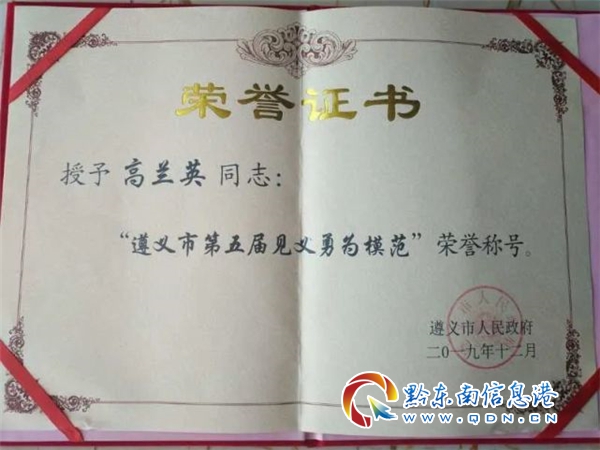 荣誉证书
授予 高兰英 同志：
“遵义市第五届见义勇为模范”荣誉称号。
遵义市人民政府
二〇一九年十二月
黔东南信息港
www.QDN.cn